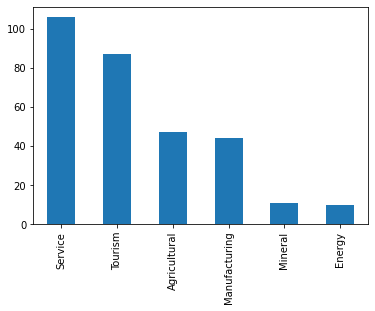 100
80
60
40
20
0
Service
Tourism
Agricultural
Manufacturing
Mineral
Energy